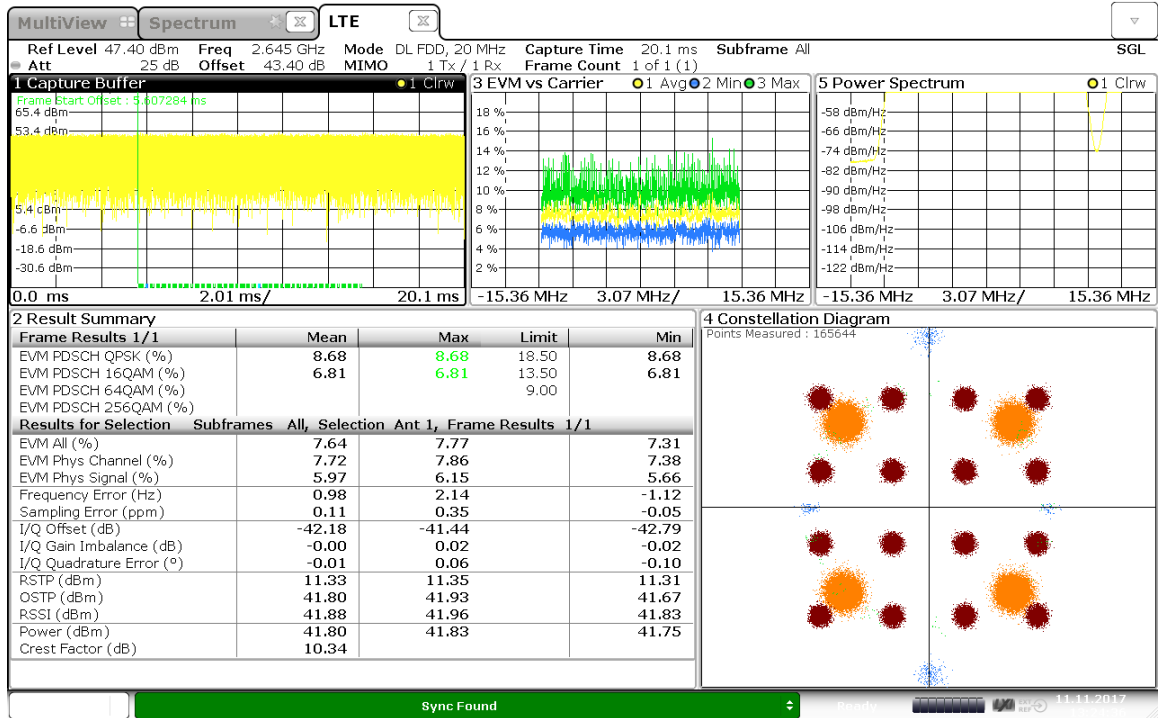 MultiView Spectrum LTE
Ref Level 47.40 dBm Freq 2.645 GHz Mode DL FDD, 20 MHz Capture Time 20.1 ms Subframe All SGL
Att 25 dB Offset 43.40 dB MIMO 1 Tx / 1 Rx Frame Count 1 of 1 (1)
1 Capture Buffer 1 Clrw
Frame Start Offset : 5.607284 ms
65.4 dBm
53.4 dBm
5.4 dBm
-6.6 dBm
-18.6 dBm
-30.6 dBm
0.0 ms 2.01 ms/ 20.1 ms
3 EVM vs Carrier 1 Avg 2 Min 3 Max
18 %
16 %
14 %
12 %
10 %
8 %
6 %
4 %
2 %
-15.36 MHz 3.07 MHz/ 15.36 MHz
5 Power Spectrum 1 Clrw
-58 dBm/Hz
-66 dBm/Hz
-74 dBm/Hz
-82 dBm/Hz
-90 dBm/Hz
-98 dBm/Hz
-106 dBm/Hz
-114 dBm/Hz
-122 dBm/Hz
-15.36 MHz 3.07 MHz/ 15.36 MHz
2 Result Summary
Frame Results 1/1 Mean Max Limit Min
EVM PDSCH QPSK (%) 8.68 8.68 18.50 8.68
EVM PDSCH 16QAM (%) 6.81 6.81 13.50 6.81
EVM PDSCH 64QAM (%) 9.00
EVM PDSCH 256QAM (%)
Results for Selection Subframes All, Selection Ant 1, Frame Results 1/1
EVM All (%) 7.64 7.77 7.31
EVM Phys Channel (%) 7.72 7.86 7.38
EVM Phys Signal (%) 5.97 6.15 5.66
Frequency Error (Hz) 0.98 2.14 -1.12
Sampling Error (ppm) 0.11 0.35 -0.05
I/Q Offset (dB) -42.18 -41.44 -42.79
I/Q Gain Imbalance (dB) -0.00 0.02 -0.02
I/Q Quadrature Error (°) -0.01 0.06 -0.10
RSTP (dBm) 11.33 11.35 11.31
OSTP (dBm) 41.80 41.93 41.67
RSSI (dBm) 41.88 41.96 41.83
Power (dBm) 41.80 41.83 41.75
Crest Factor (dB) 10.34
4 Constellation Diagram
Points Measured : 165644
Sync Found Ready LXI 11.11.2017